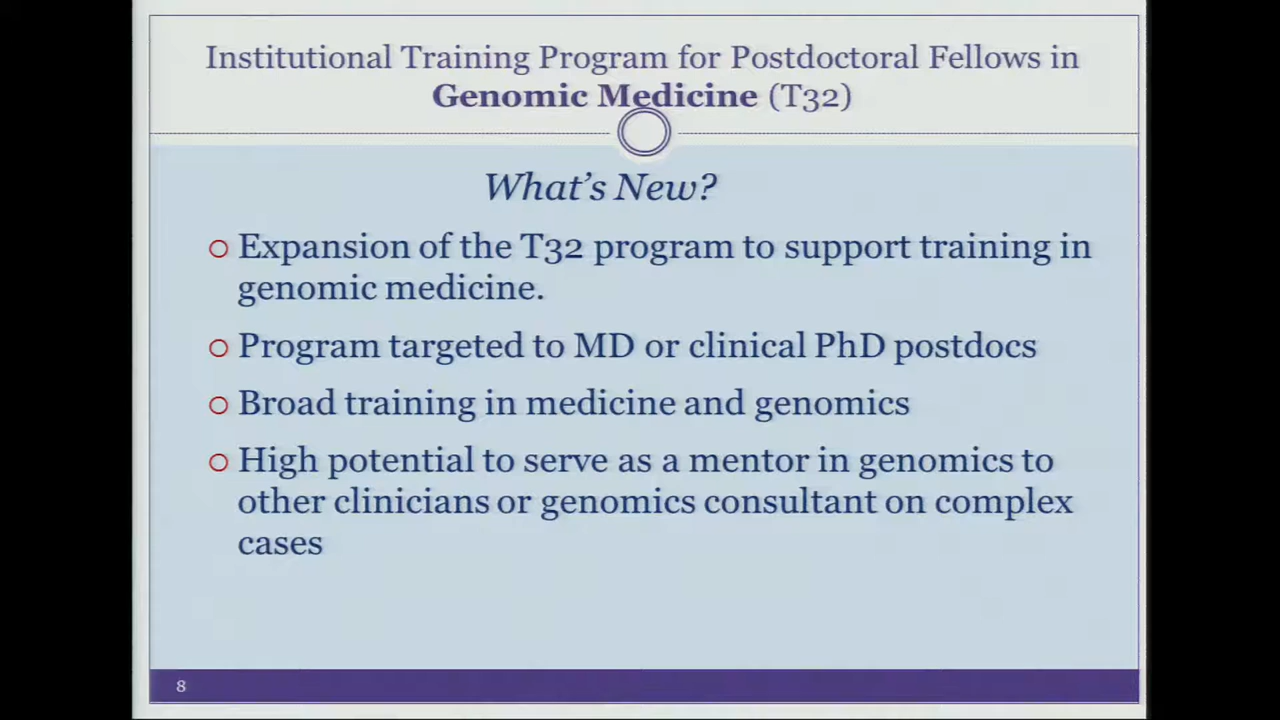 Institutional Training Program for Postdoctoral Fellows in
Genomic Medicine (T32)
What's New?
Expansion of the T32 program to support training in
genomic medicine.
Program targeted to MD or clinical PhD postdocs
Broad training in medicine and genomics
High potential to serve as a mentor in genomics to
other clinicians or genomics consultant on complex
cases
8